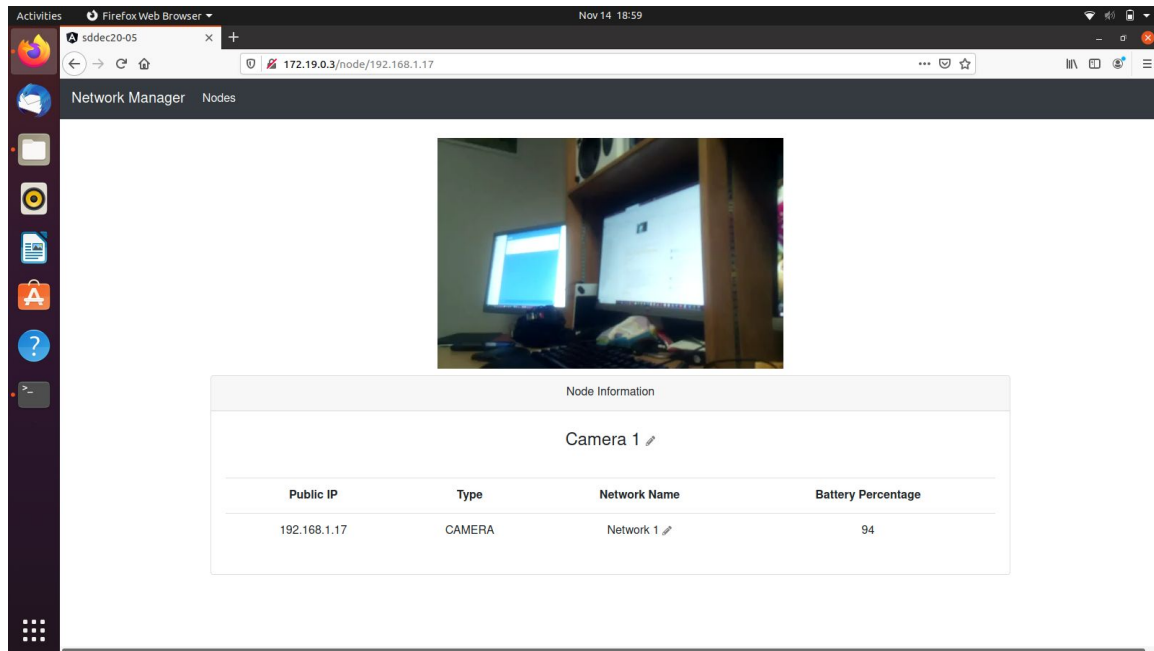 Activities Firefox Web Browser Nov 14 18:59
sddec20-05
172.19.0.3/node/192.168.1.17
Network Manager Nodes
Node Information
Camera 1
Public IP Type Network Name Battery Percentage
192.168.1.17 CAMERA Network 1 94